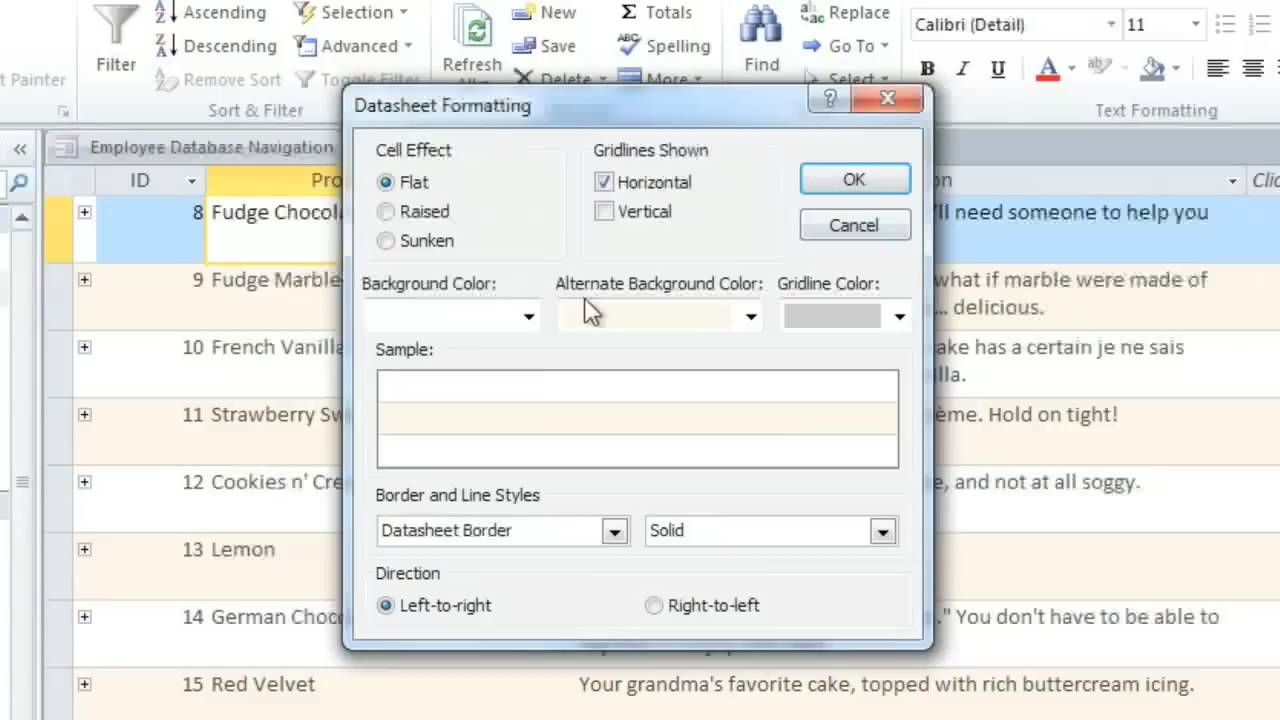 Ascending
Selection
New
Totals
Replace
Calibri (Detail)
11
Descending
Advanced
Save
Spelling
Go To
t Painter
Filter
Remove Sort
Toggle Filter
Refresh
Delete
More
Find
Select
B I U
Sort & Filter
Text Formatting
Datasheet Formatting
Employee Database Navigation
ID
Pro
on
Clic
Cell Effect
Flat
Raised
Sunken
Gridlines Shown
Horizontal
Vertical
OK
Cancel
Background Color:
Alternate Background Color:
Gridline Color:
Sample:
Border and Line Styles
Datasheet Border
Solid
Direction
Left-to-right
Right-to-left
8 Fudge Chocol
'll need someone to help you
9 Fudge Marble
what if marble were made of
... delicious.
10 French Vanilla
ake has a certain je ne sais
lla.
11 Strawberry Sw
ème. Hold on tight!
12 Cookies n' Cre
e, and not at all soggy.
13 Lemon
14 German Choc
." You don't have to be able to
15 Red Velvet
Your grandma's favorite cake, topped with rich buttercream icing.